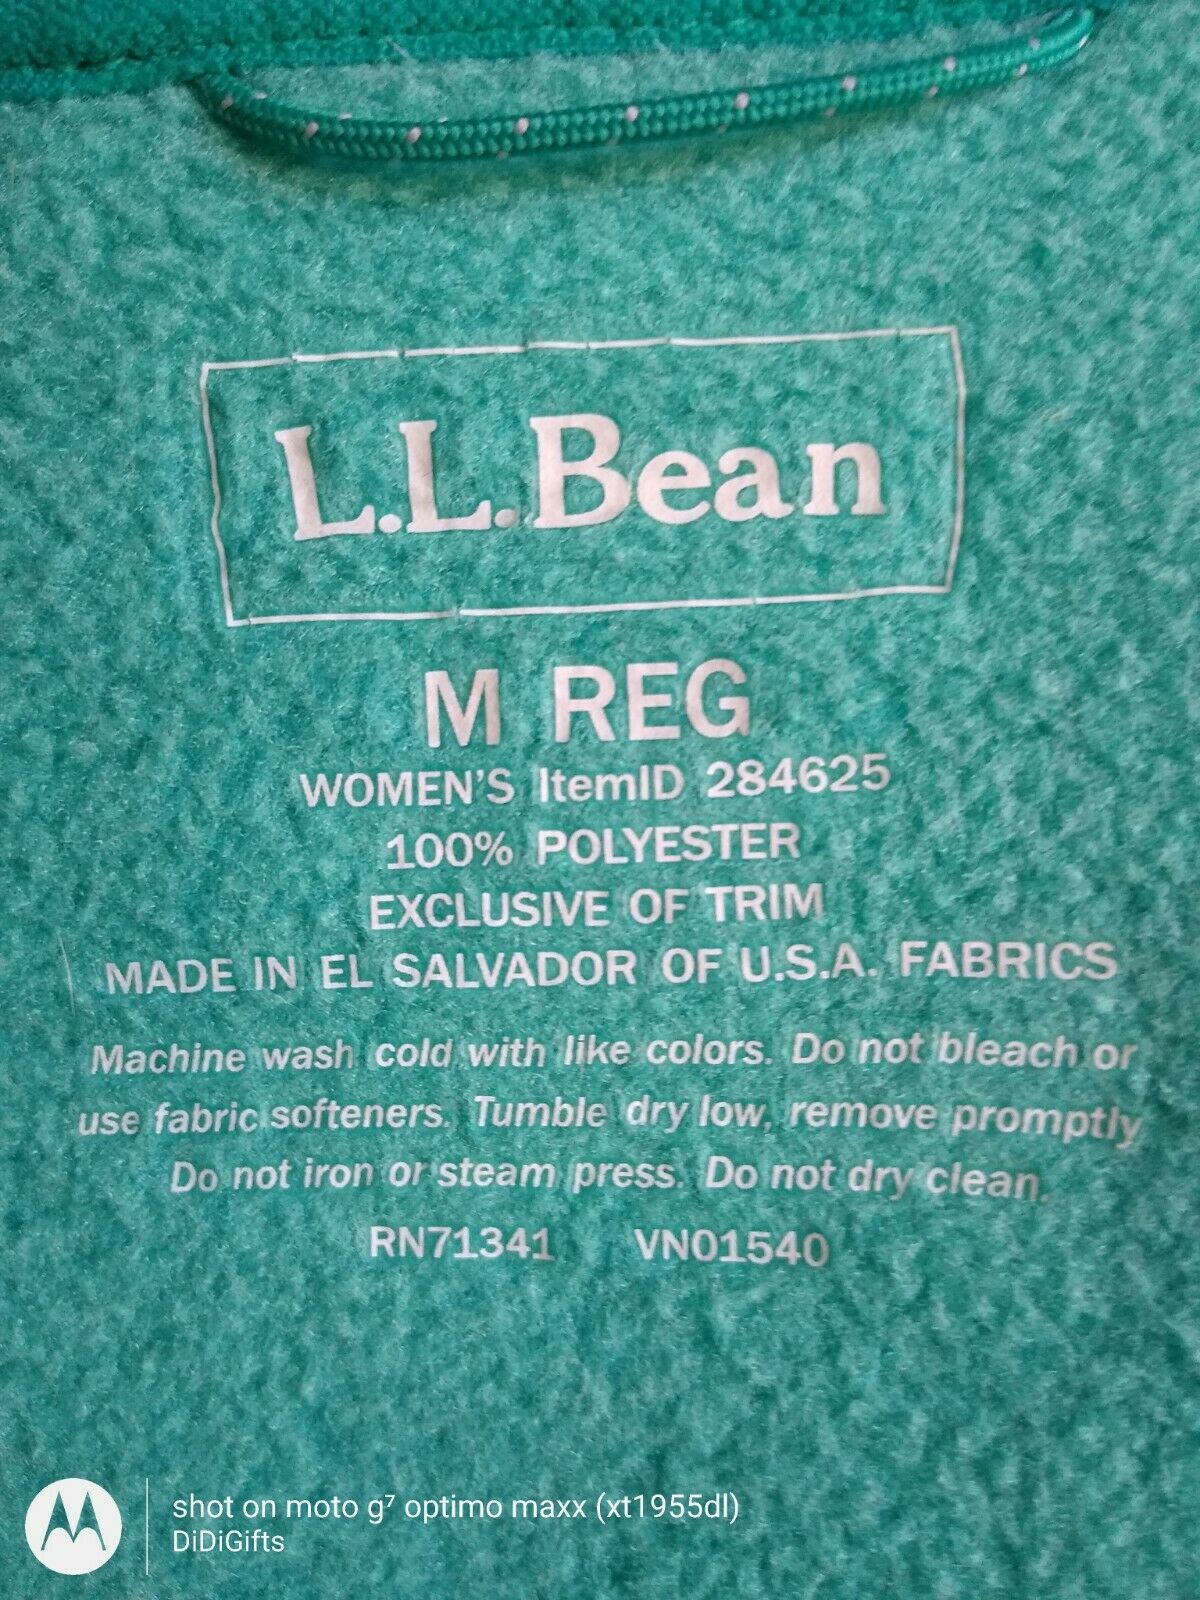 L.L.Bean
M REG
WOMEN'S ItemID 284625
100% POLYESTER
EXCLUSIVE OF TRIM
MADE IN EL SALVADOR OF U.S.A. FABRICS
Machine wash cold with like colors. Do not bleach or
use fabric softeners. Tumble dry low, remove promptly
Do not iron or steam press. Do not dry clean.
RN71341 VN01540
shot on moto g⁷ optimo maxx (xt1955dl)
DiDiGifts